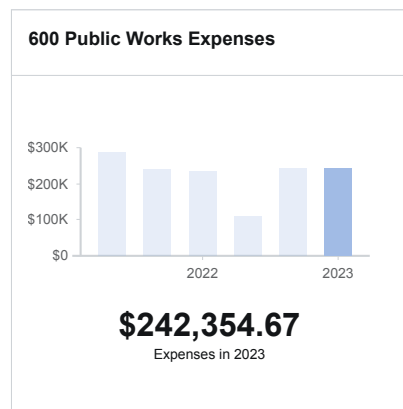 600 Public Works Expenses
$300K
$200K
$100K
$0
2022 2023
$242,354.67
Expenses in 2023